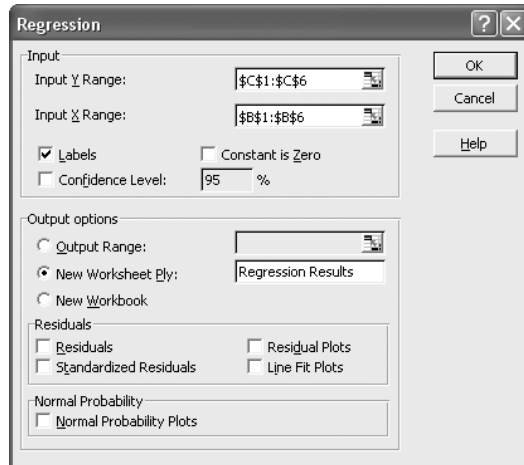 Regression
Input
Input Y Range: $C$1:$C$6
Input X Range: $B$1:$B$6
Labels Constant is Zero
Confidence Level: 95 %
OK
Cancel
Help
Output options
Output Range:
New Worksheet Ply: Regression Results
New Workbook
Residuals
Residuals Residual Plots
Standardized Residuals Line Fit Plots
Normal Probability
Normal Probability Plots